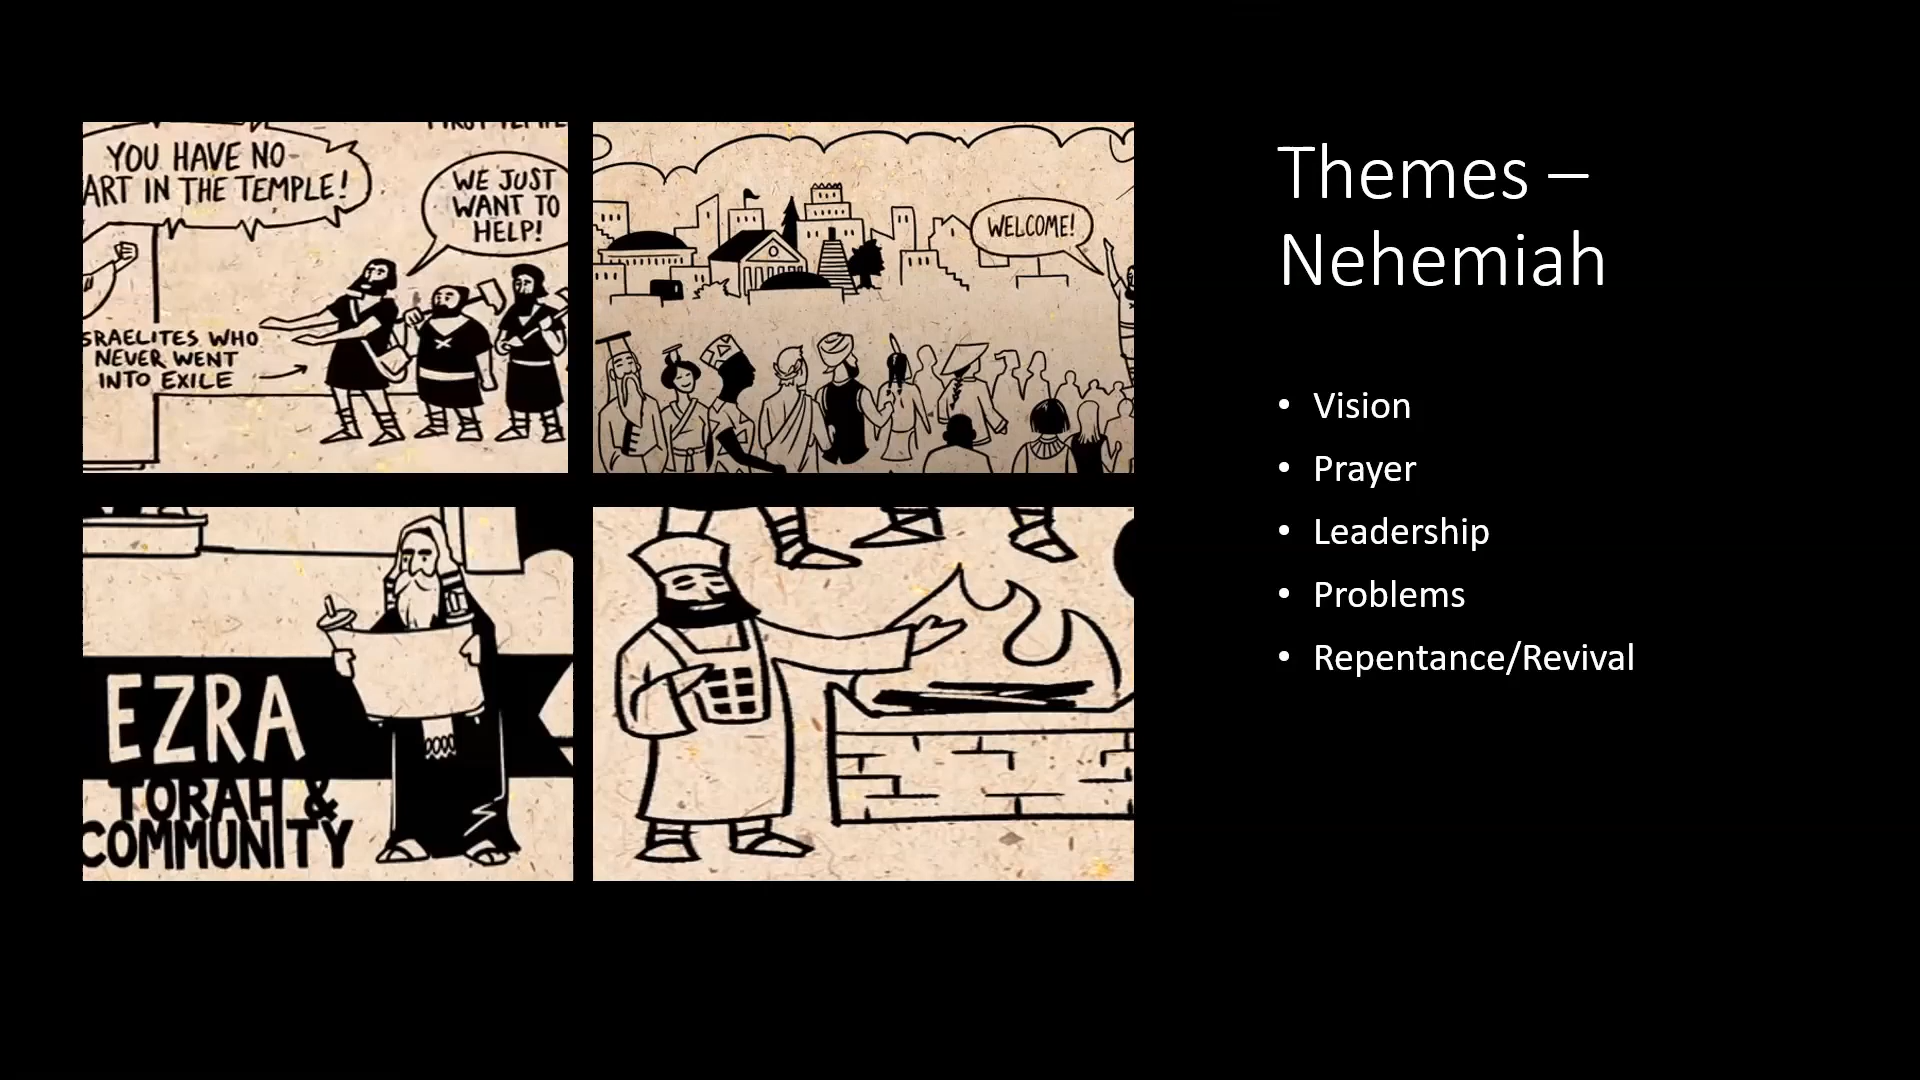 YOU HAVE NO
ART IN THE TEMPLE!
WE JUST
WANT TO
HELP!
SRAELITES WHO
NEVER WENT
INTO EXILE
WELCOME!
EZRA
TORAH &
COMMUNITY
Themes –
Nehemiah
• Vision
• Prayer
• Leadership
• Problems
• Repentance/Revival